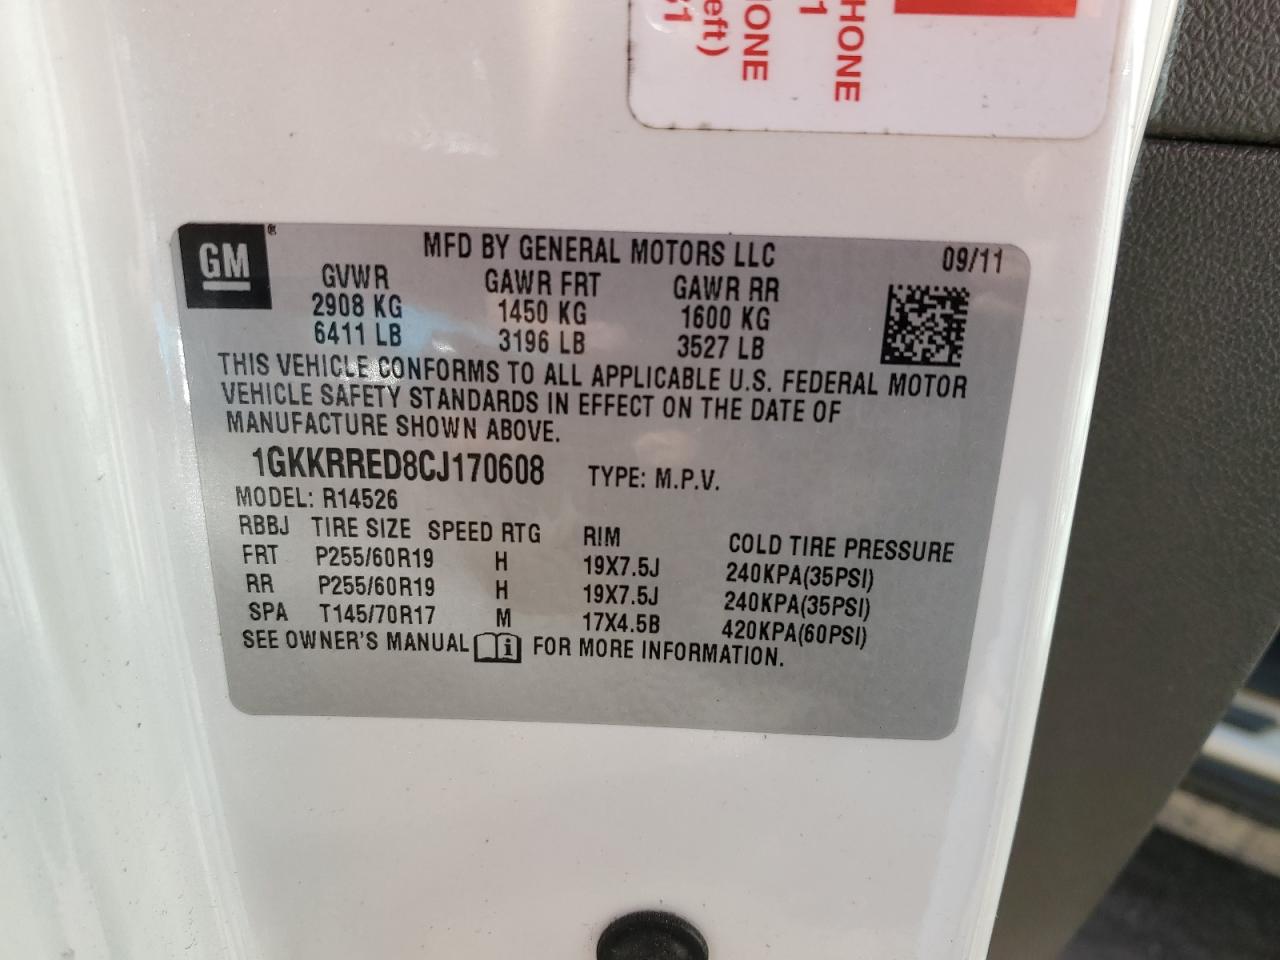 HONE
1
PHONE
eft)
61
GM®
MFD BY GENERAL MOTORS LLC 09/11
GVWR GAWR FRT GAWR RR
2908 KG 1450 KG 1600 KG
6411 LB 3196 LB 3527 LB
THIS VEHICLE CONFORMS TO ALL APPLICABLE U.S. FEDERAL MOTOR
VEHICLE SAFETY STANDARDS IN EFFECT ON THE DATE OF
MANUFACTURE SHOWN ABOVE.
1GKKRRED8CJ170608 TYPE: M.P.V.
MODEL: R14526
RBBJ TIRE SIZE SPEED RTG RIM COLD TIRE PRESSURE
FRT P255/60R19 H 19X7.5J 240KPA(35PSI)
RR P255/60R19 H 19X7.5J 240KPA(35PSI)
SPA T145/70R17 M 17X4.5B 420KPA(60PSI)
SEE OWNER'S MANUAL i FOR MORE INFORMATION.